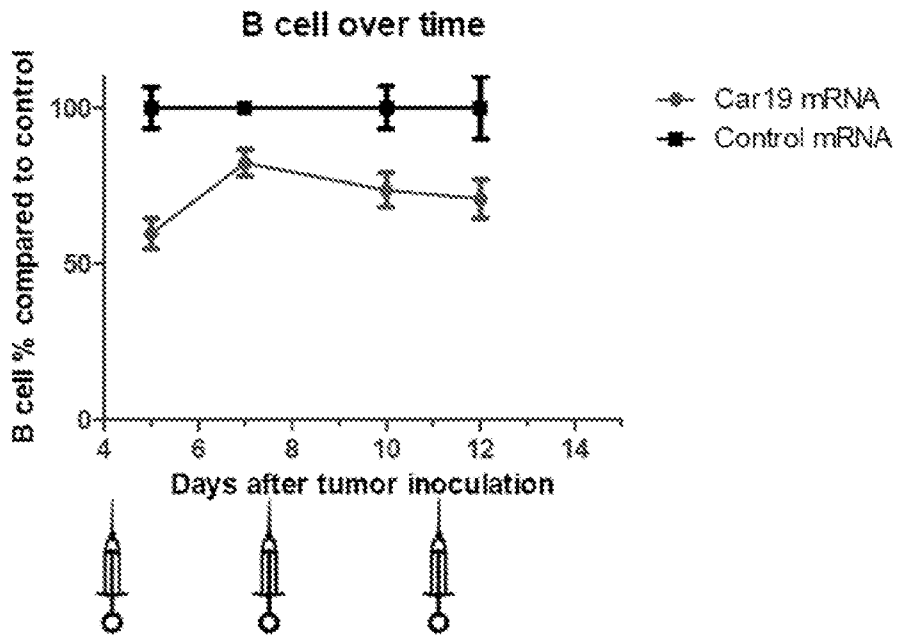 B cell over time
B cell % compared to control
100
50
0
4 6 8 10 12 14
Days after tumor inoculation
Car19 mRNA
Control mRNA